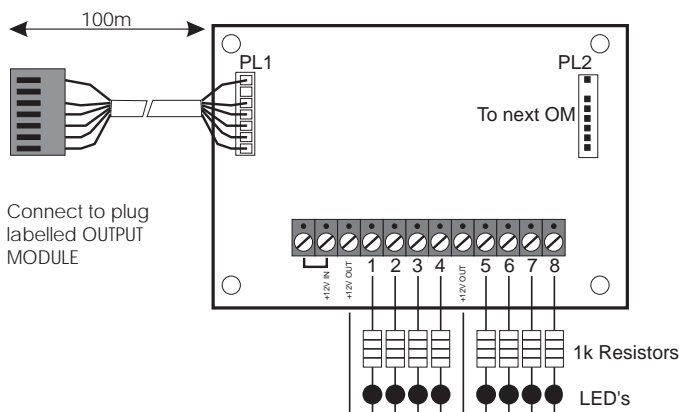 100m
PL1
PL2
To next OM
Connect to plug
labelled OUTPUT
MODULE
+12V IN
+12V OUT
1
2
3
4
+12V OUT
5
6
7
8
1k Resistors
LED's